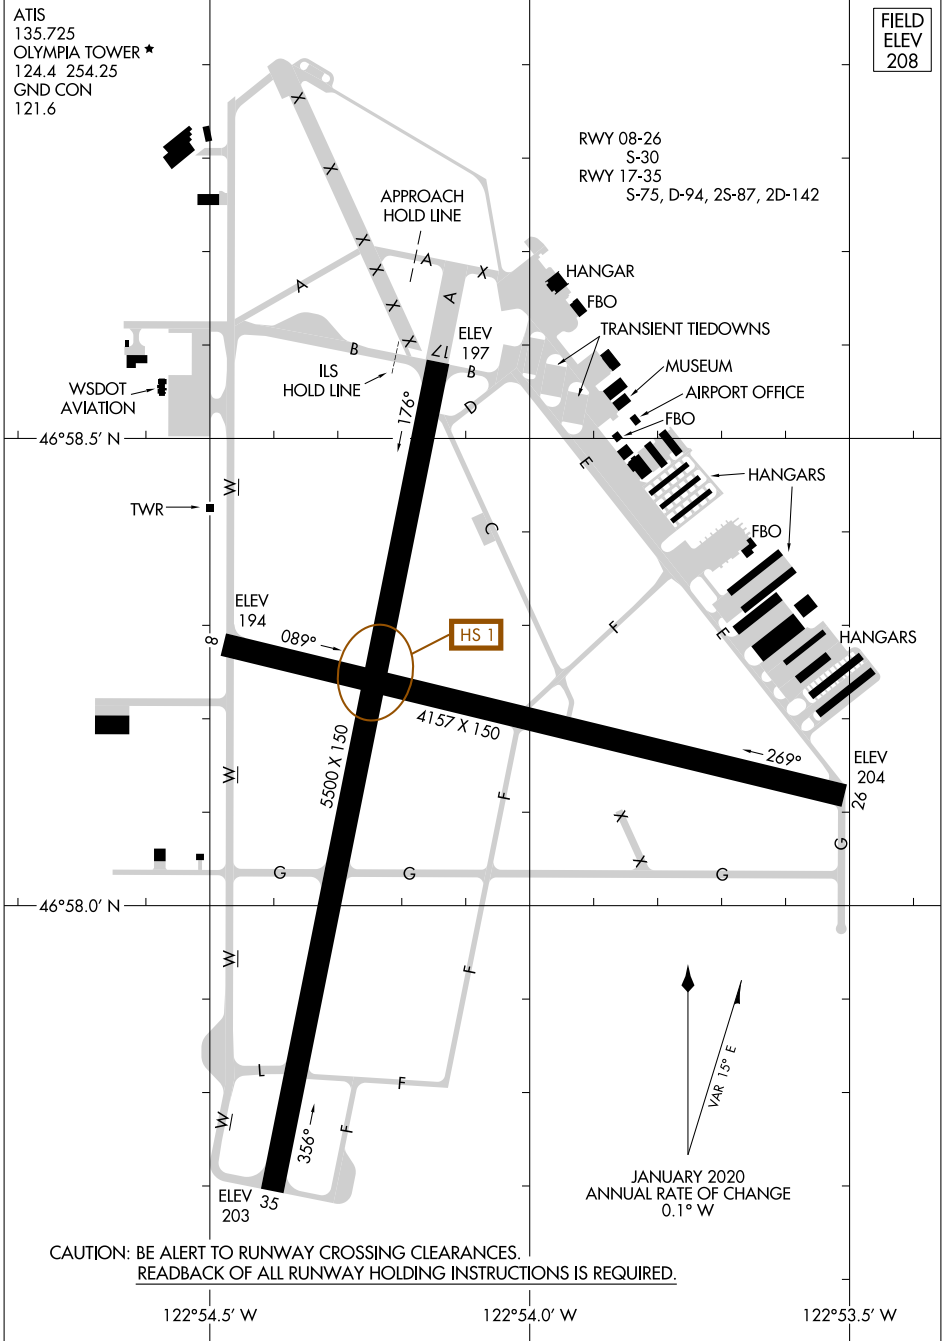 ATIS
135.725
OLYMPIA TOWER ★
124.4 254.25
GND CON
121.6
FIELD
ELEV
208
RWY 08-26
S-30
RWY 17-35
S-75, D-94, 2S-87, 2D-142
X
X
X
X
X
X
APPROACH
HOLD LINE
A
A
X
A
HANGAR
FBO
TRANSIENT TIEDOWNS
ELEV
197
17
B
B
ILS
HOLD LINE
MUSEUM
AIRPORT OFFICE
FBO
WSDOT
AVIATION
176°
D
46°58.5' N
E
HANGARS
W
TWR
C
FBO
ELEV
194
8
089°
HS 1
F
E
HANGARS
4157 X 150
5500 X 150
269°
ELEV
204
26
W
F
X
X
G
G
G
G
46°58.0' N
W
F
VAR 15° E
L
F
W
F
356°
ELEV
203
35
JANUARY 2020
ANNUAL RATE OF CHANGE
0.1° W
CAUTION: BE ALERT TO RUNWAY CROSSING CLEARANCES.
READBACK OF ALL RUNWAY HOLDING INSTRUCTIONS IS REQUIRED.
122°54.5' W
122°54.0' W
122°53.5' W